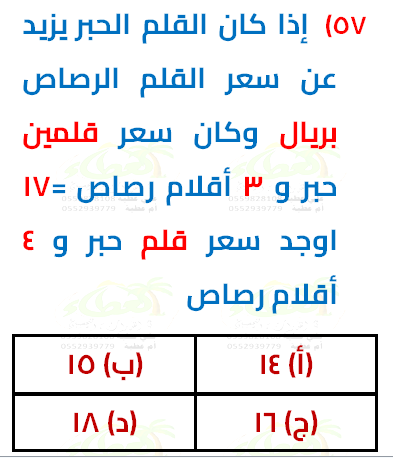 ٥٧) إذا كان القلم الحبر يزيد
عن سعر القلم الرصاص
بريال وكان سعر قلمين
حبر و ٣ أقلام رصاص =١٧
اوجد سعر قلم حبر و ٤
أقلام رصاص
(أ) ١٤
(ب) ١٥
(ج) ١٦
(د) ١٨